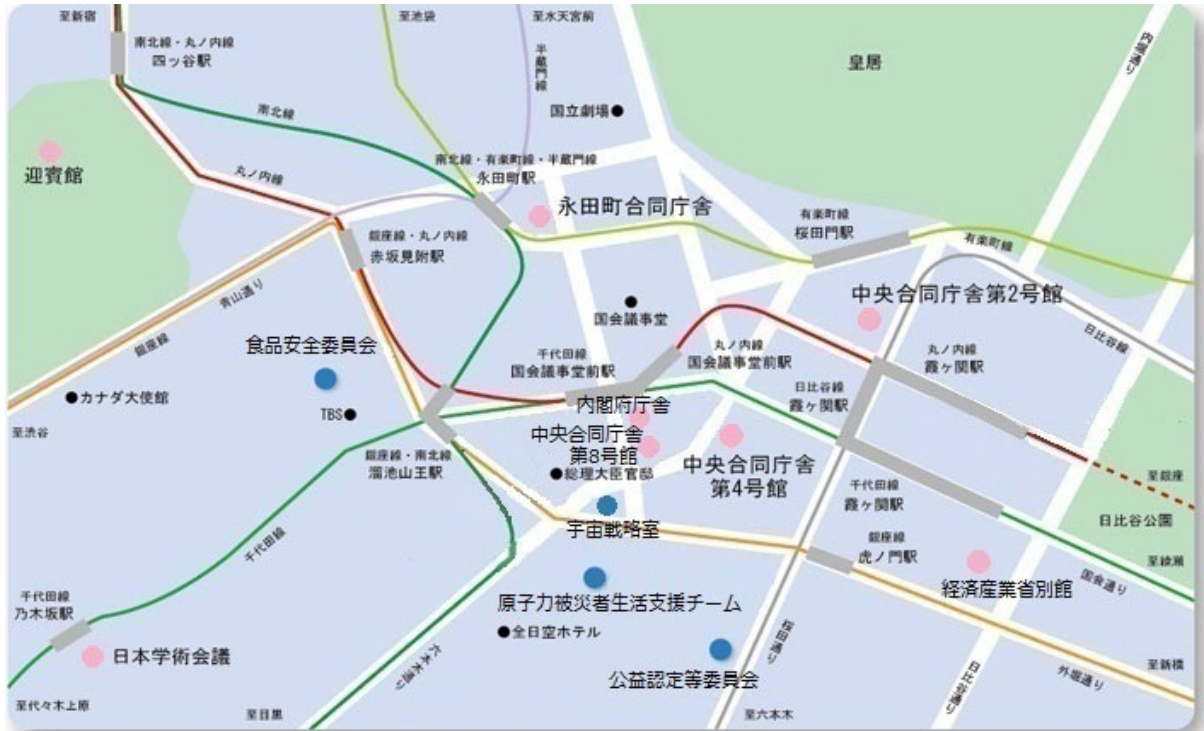 至新宿
至池袋
至水天宮前
南北線・丸ノ内線
四ッ谷駅
半蔵門線
内堀通り
皇居
南北線
国立劇場
迎賓館
丸ノ内線
南北線・有楽町線・半蔵門線
永田町駅
永田町合同庁舎
有楽町線
桜田門駅
有楽町線
銀座線・丸ノ内線
赤坂見附駅
青山通り
銀座線
国会議事堂
中央合同庁舎第2号館
日比谷線
食品安全委員会
千代田線
国会議事堂前駅
丸ノ内線
国会議事堂前駅
丸ノ内線
霞ヶ関駅
カナダ大使館
TBS
内閣府庁舎
日比谷線
霞ヶ関駅
至渋谷
中央合同庁舎
第8号館
銀座線・南北線
溜池山王駅
総理大臣官邸
中央合同庁舎
第4号館
千代田線
霞ヶ関駅
至銀座
日比谷公園
宇宙戦略室
千代田線
銀座線
虎ノ門駅
至綾瀬
国会通り
経済産業省別館
千代田線
乃木坂駅
原子力被災者生活支援チーム
全日空ホテル
日本学術会議
六本木通り
桜田通り
公益認定等委員会
外堀通り
至新橋
日比谷通り
至代々木上原
至目黒
至六本木